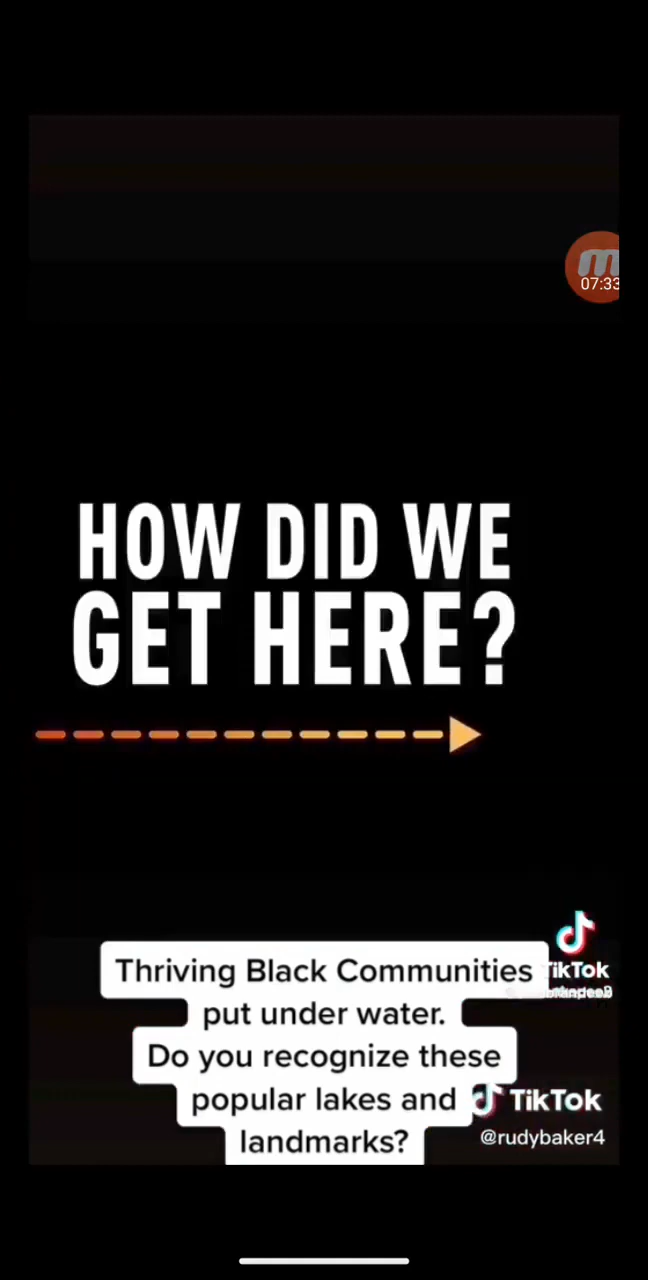 m
07:33
HOW DID WE
GET HERE?
Thriving Black Communities
put under water.
Do you recognize these
popular lakes and
landmarks?
TikTok
TikTok
@rudybaker4